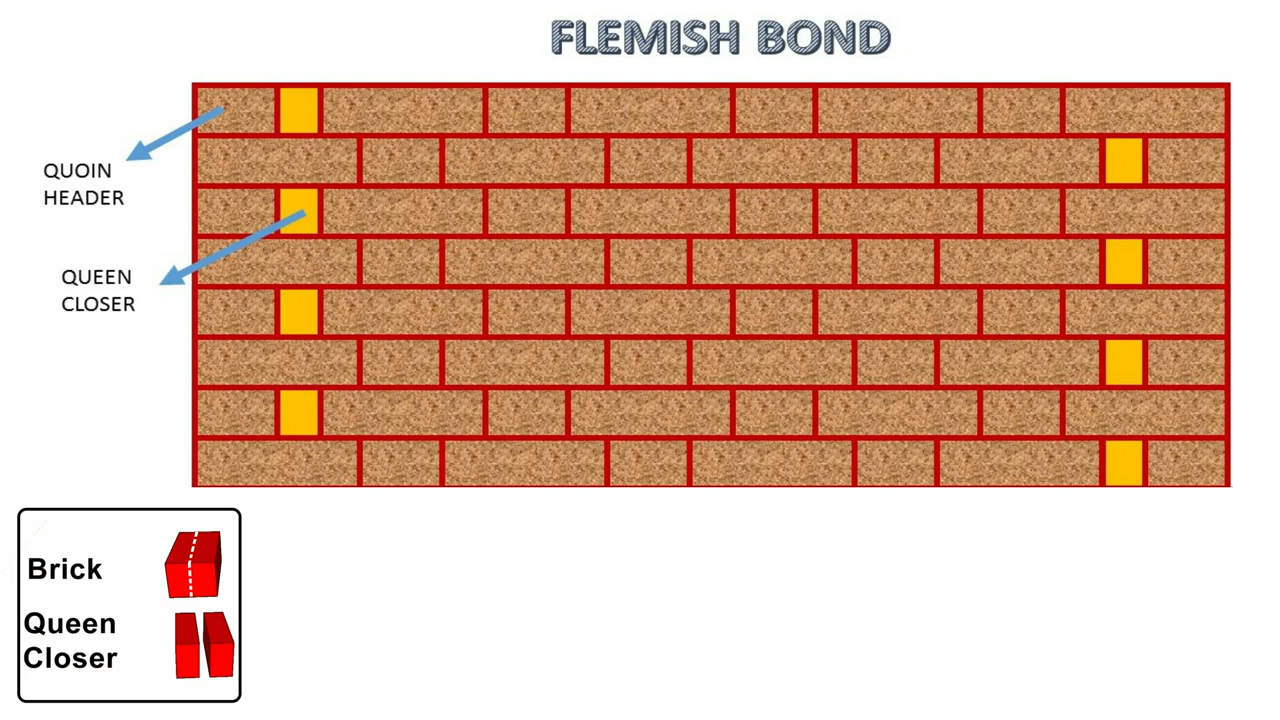 FLEMISH BOND
QUOIN
HEADER
QUEEN
CLOSER
Brick
Queen
Closer